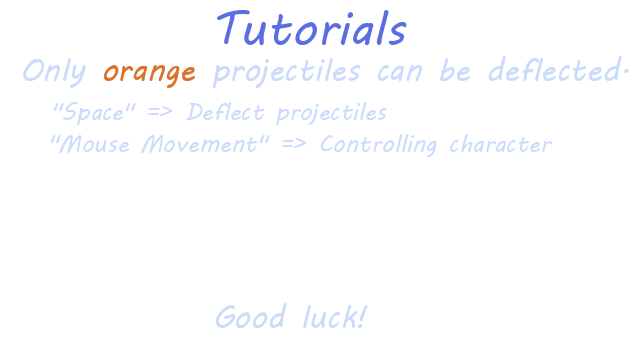 Tutorials
Only orange projectiles can be deflected.
"Space" => Deflect projectiles
"Mouse Movement" => Controlling character
Good luck!